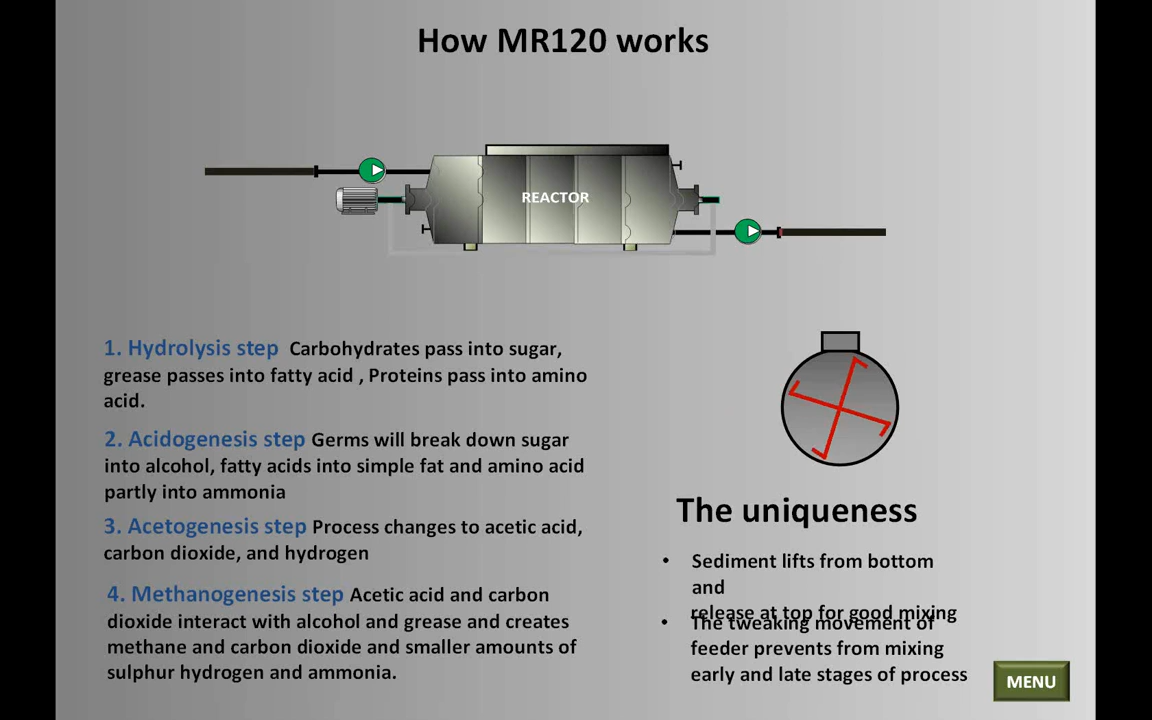 How MR120 works
REACTOR
1. Hydrolysis step Carbohydrates pass into sugar,
grease passes into fatty acid , Proteins pass into amino
acid.
2. Acidogenesis step Germs will break down sugar
into alcohol, fatty acids into simple fat and amino acid
partly into ammonia
3. Acetogenesis step Process changes to acetic acid,
carbon dioxide, and hydrogen
4. Methanogenesis step Acetic acid and carbon
dioxide interact with alcohol and grease and creates
methane and carbon dioxide and smaller amounts of
sulphur hydrogen and ammonia.
The uniqueness
• Sediment lifts from bottom
and
release at top for good mixing
• The tweaking movement of
feeder prevents from mixing
early and late stages of process
MENU